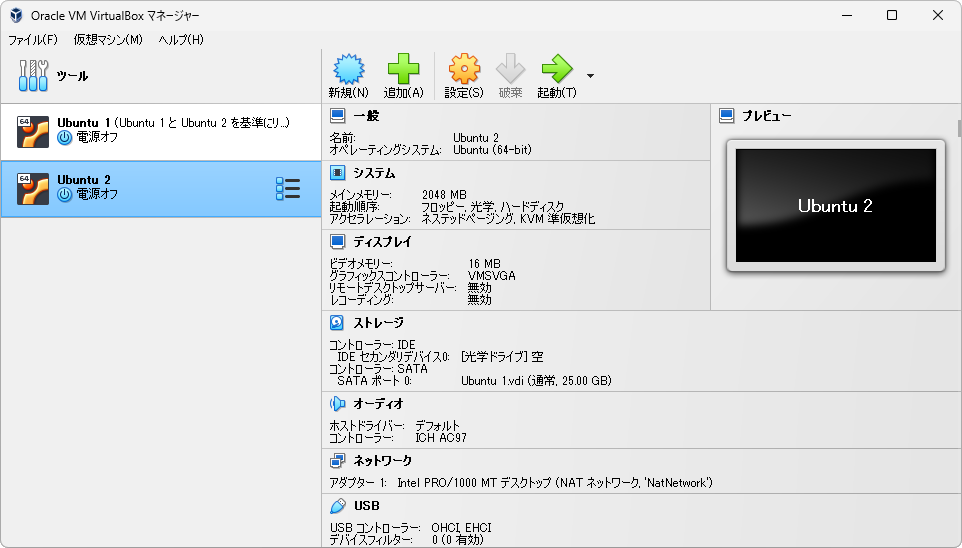 Oracle VM VirtualBox マネージャー
ファイル(F) 仮想マシン(M) ヘルプ(H)
ツール
新規(N) 追加(A) 設定(S) 破棄 起動(T)
64
Ubuntu 1 (Ubuntu 1 と Ubuntu 2 を基準にリ...)
電源オフ
64
Ubuntu 2
電源オフ
一般
名前: Ubuntu 2
オペレーティングシステム: Ubuntu (64-bit)
システム
メインメモリー: 2048 MB
起動順序: フロッピー, 光学, ハードディスク
アクセラレーション: ネステッドページング, KVM 準仮想化
ディスプレイ
ビデオメモリー: 16 MB
グラフィックスコントローラー: VMSVGA
リモートデスクトップサーバー: 無効
レコーディング: 無効
プレビュー
Ubuntu 2
ストレージ
コントローラー: IDE
IDE セカンダリデバイス0: [光学ドライブ] 空
コントローラー: SATA
SATA ポート 0: Ubuntu 1.vdi (通常, 25.00 GB)
オーディオ
ホストドライバー: デフォルト
コントローラー: ICH AC97
ネットワーク
アダプター 1: Intel PRO/1000 MT デスクトップ (NAT ネットワーク, 'NatNetwork')
USB
USB コントローラー: OHCI, EHCI
デバイスフィルター: 0 (0 有効)